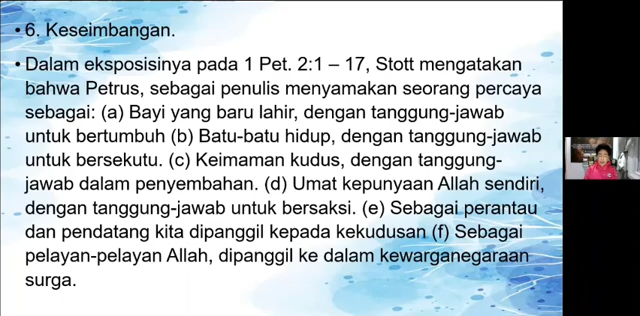 • 6. Keseimbangan.
• Dalam eksposisinya pada 1 Pet. 2:1 – 17, Stott mengatakan
bahwa Petrus, sebagai penulis menyamakan seorang percaya
sebagai: (a) Bayi yang baru lahir, dengan tanggung-jawab
untuk bertumbuh (b) Batu-batu hidup, dengan tanggung-jawab
untuk bersekutu. (c) Keimaman kudus, dengan tanggung-
jawab dalam penyembahan. (d) Umat kepunyaan Allah sendiri,
dengan tanggung-jawab untuk bersaksi. (e) Sebagai perantau
dan pendatang kita dipanggil kepada kekudusan (f) Sebagai
pelayan-pelayan Allah, dipanggil ke dalam kewarganegaraan
surga.